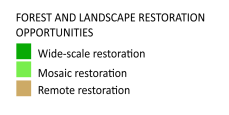 FOREST AND LANDSCAPE RESTORATION
OPPORTUNITIES
Wide-scale restoration
Mosaic restoration
Remote restoration